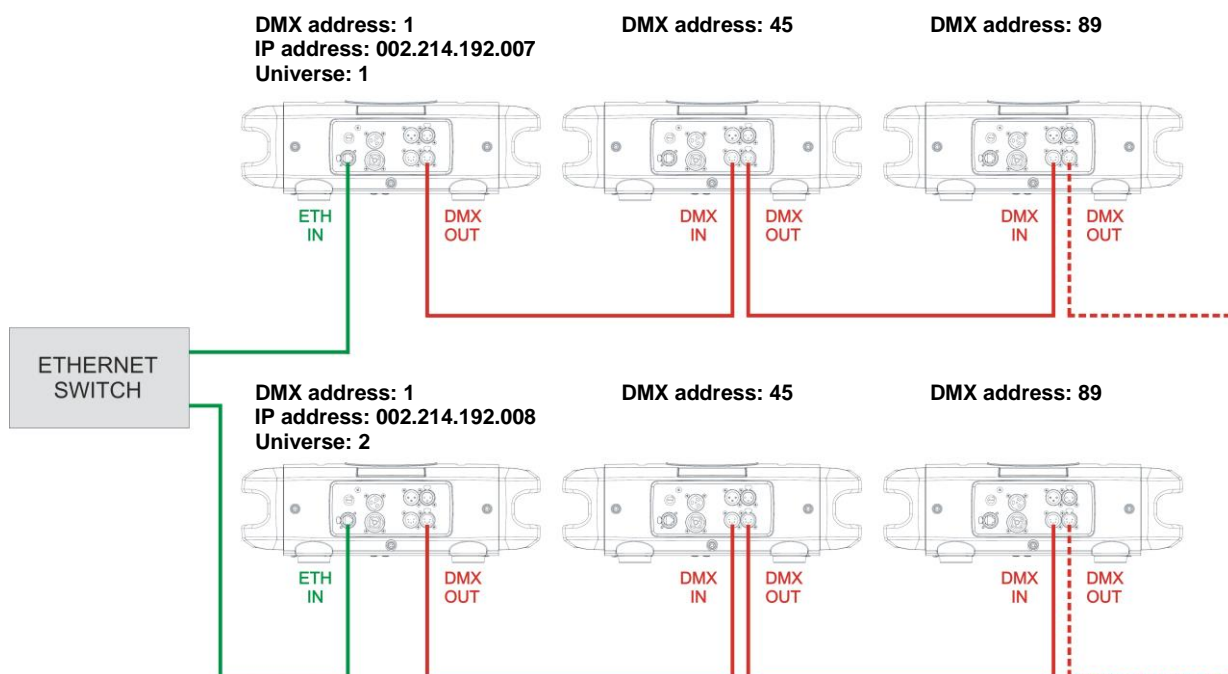 DMX address: 1
IP address: 002.214.192.007
Universe: 1
DMX address: 45
DMX address: 89
ETH
IN
DMX
OUT
DMX
IN
DMX
OUT
DMX
IN
DMX
OUT
ETHERNET
SWITCH
DMX address: 1
IP address: 002.214.192.008
Universe: 2
DMX address: 45
DMX address: 89
ETH
IN
DMX
OUT
DMX
IN
DMX
OUT
DMX
IN
DMX
OUT